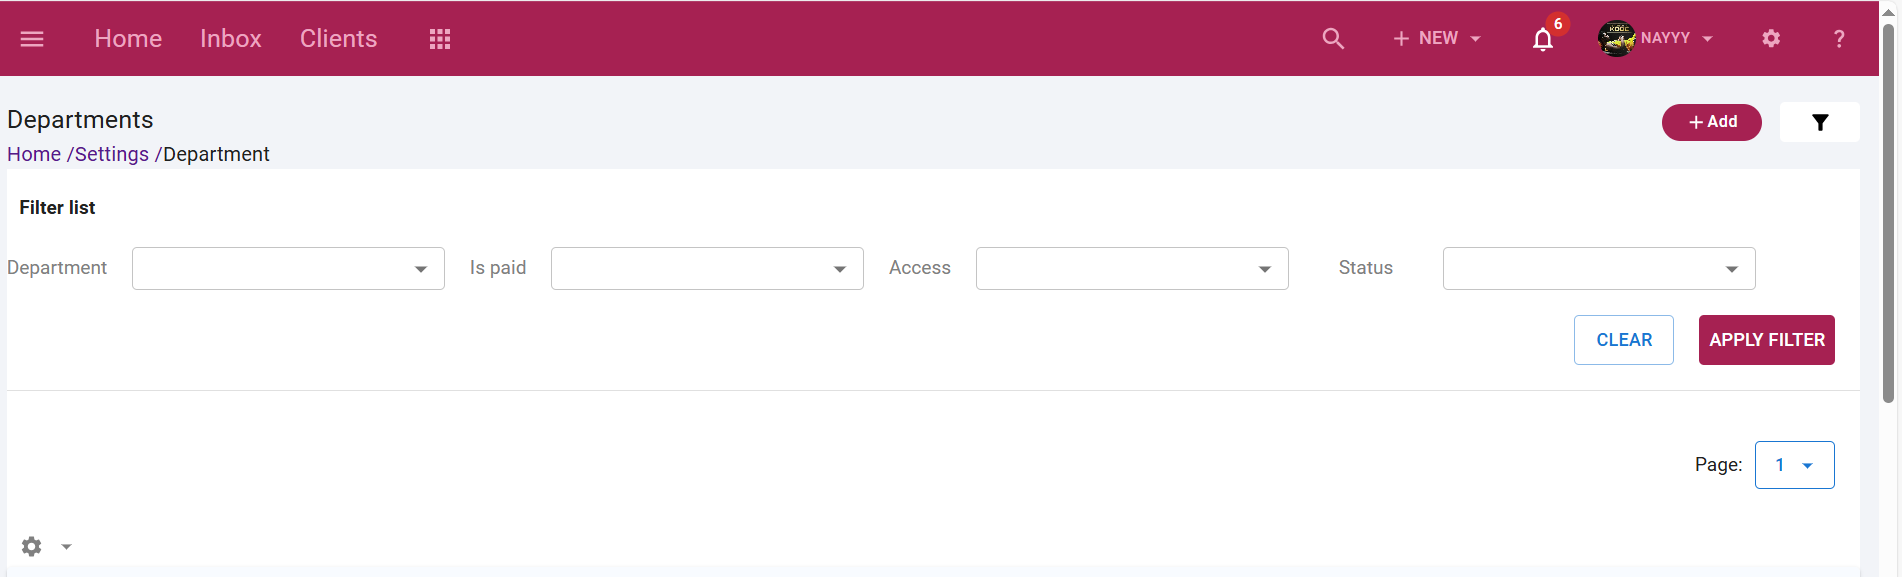 Home Inbox Clients + NEW 6 NAYYY ?
Departments
+ Add
Home /Settings /Department
Filter list
Department Is paid Access Status
CLEAR APPLY FILTER
Page: 1